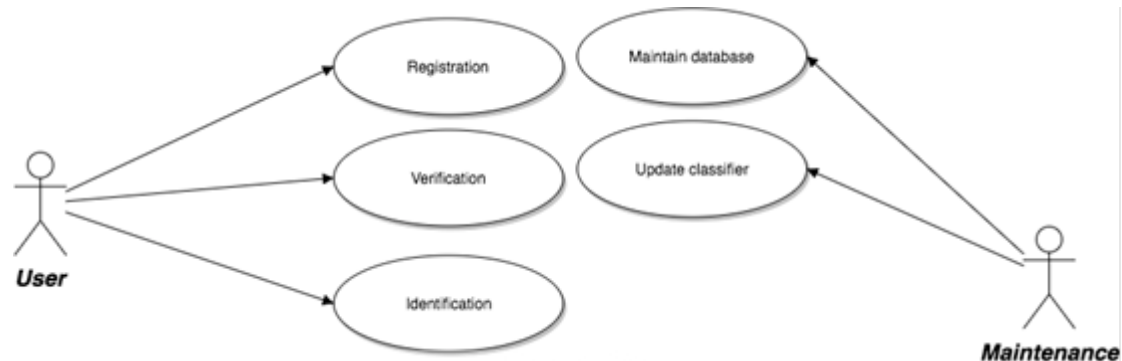 Registration
Maintain database
Verification
Update classifier
User
Identification
Maintenance